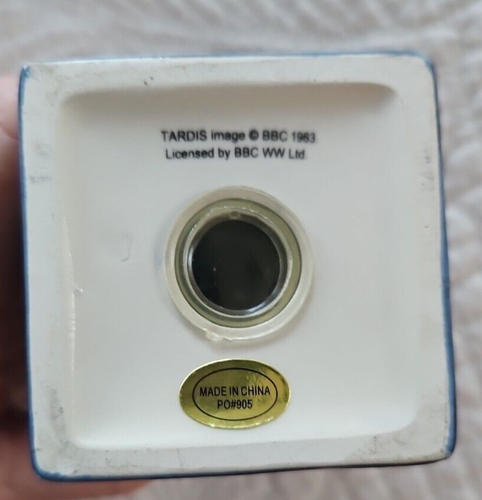 TARDIS image © BBC 1963
Licensed by BBC WW Ltd
MADE IN CHINA
PO#905